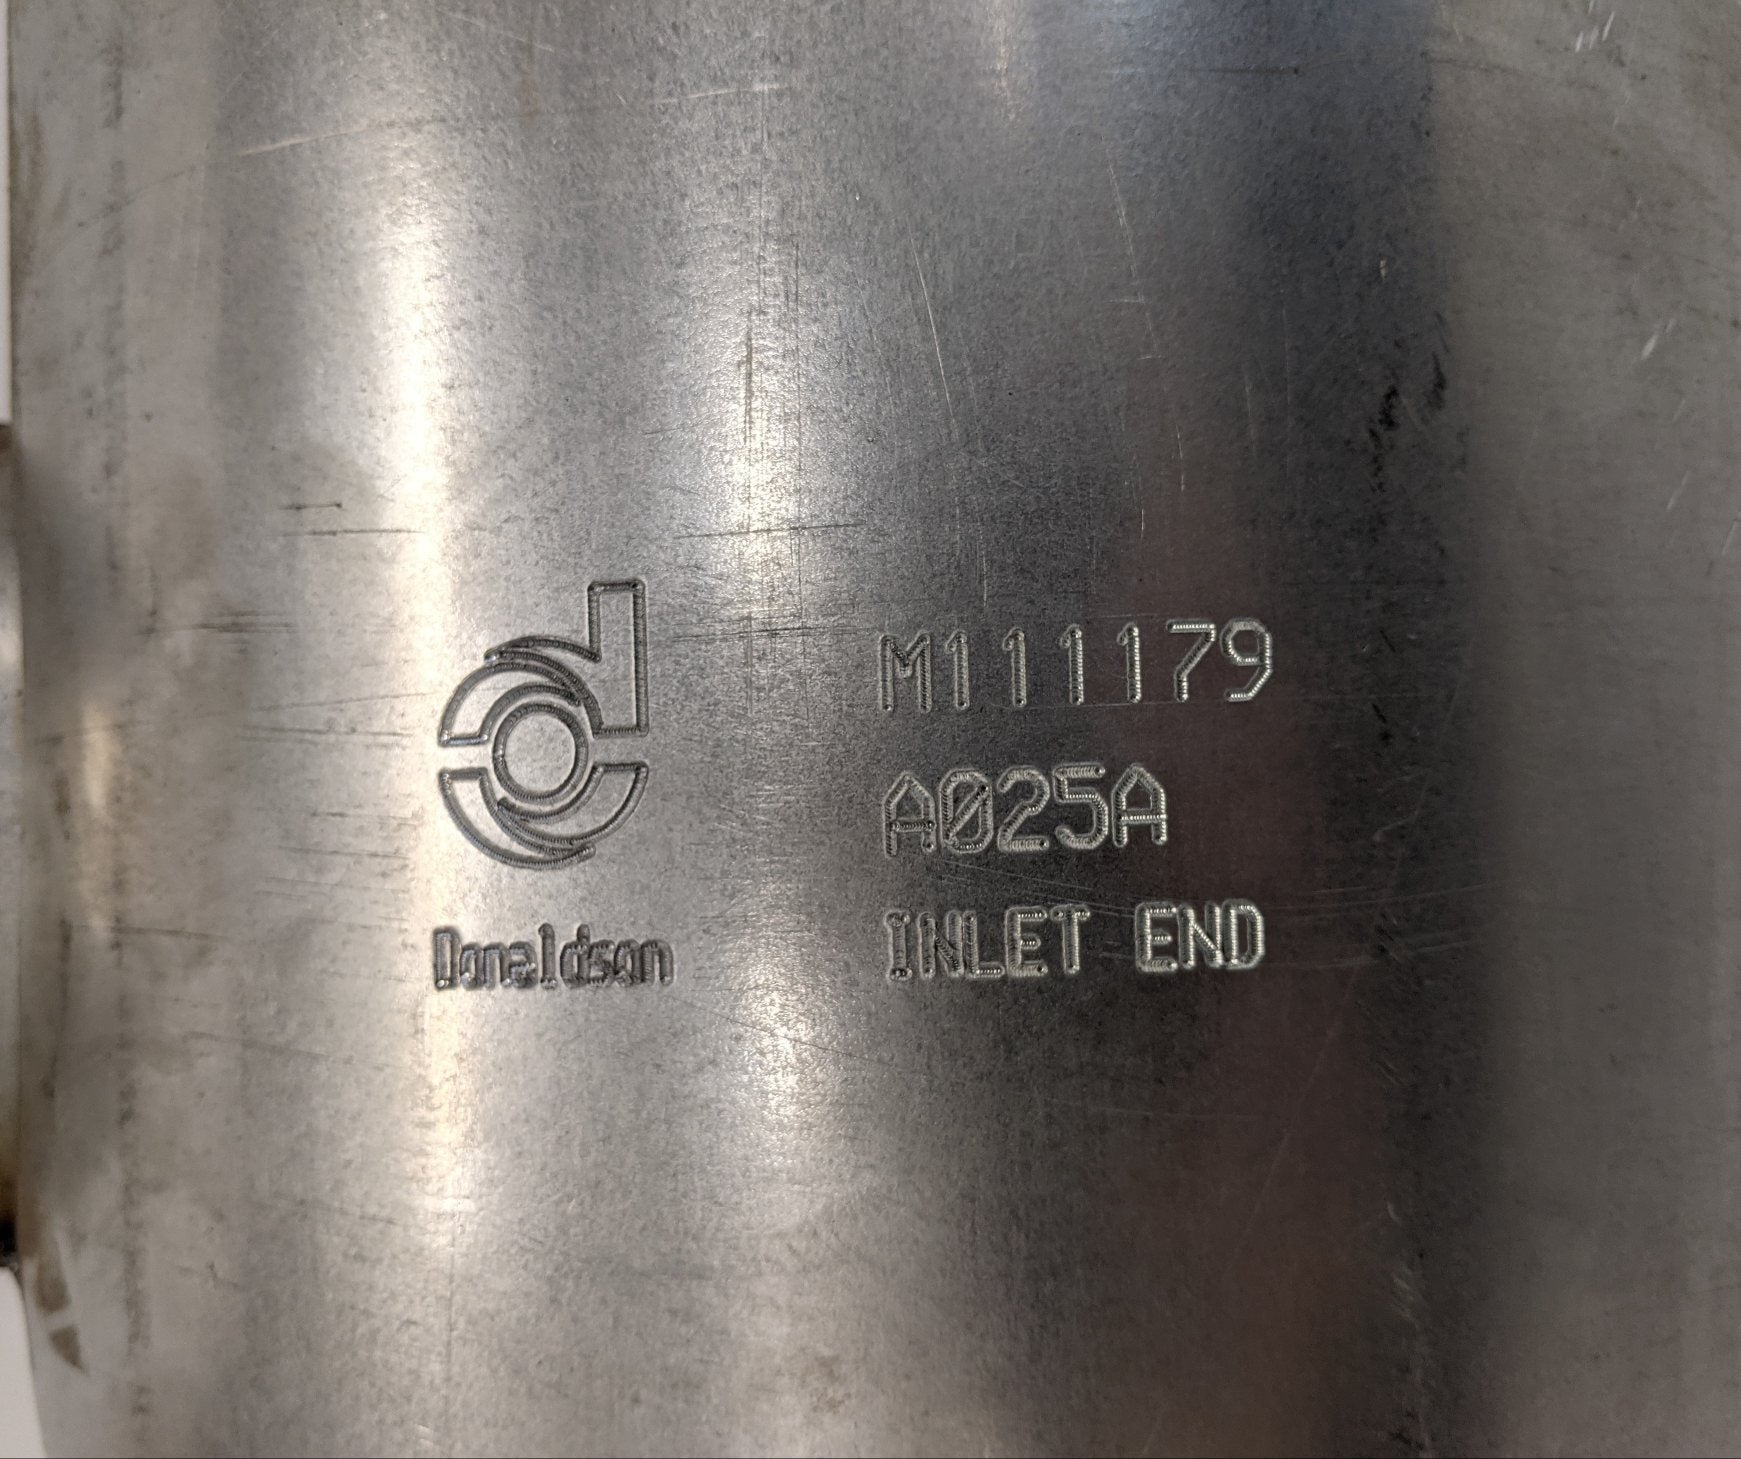 M111179
A025A
INLET END
Donaldson